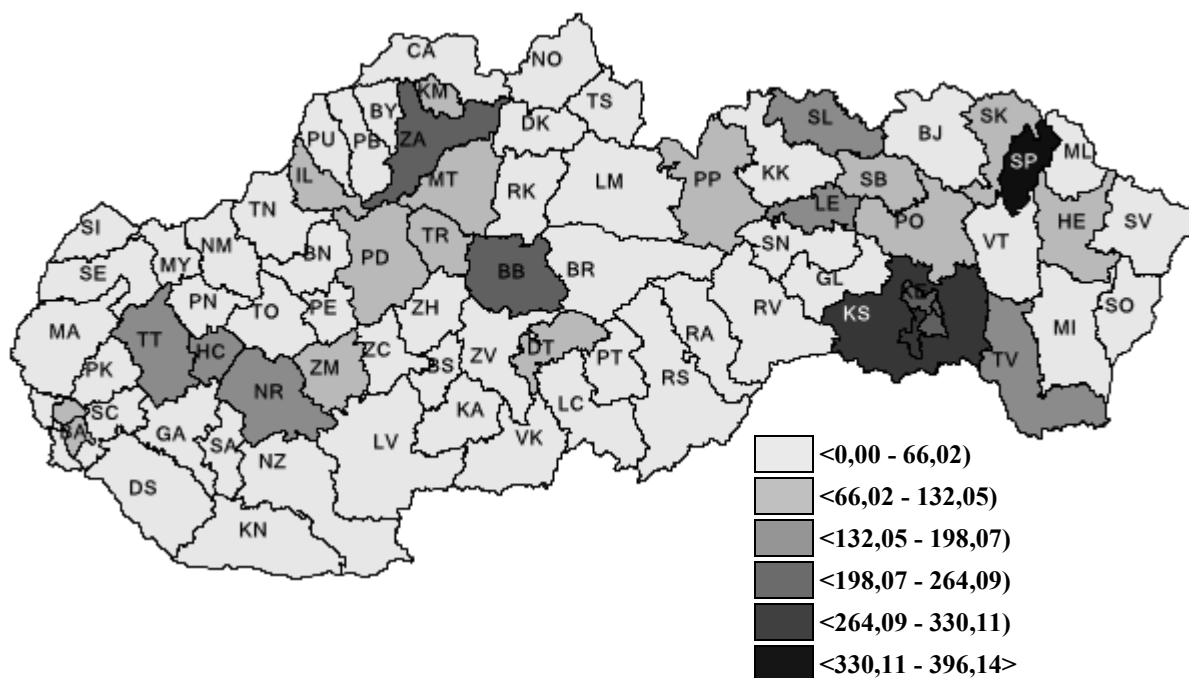 CA
NO
KM
TS
BY
PU
PB
ZA
DK
SL
BJ
SK
ML
SP
IL
MT
RK
LM
PP
KK
SB
LE
PO
HE
SV
TN
SI
NM
MY
SE
BN
PD
TR
BB
BR
SN
VT
GL
PN
TO
PE
ZH
RV
KS
SO
MI
MA
TT
HC
ZM
ZC
ZV
DT
PT
RA
TV
PK
NR
BS
RS
SC
KA
LC
BA
GA
SA
NZ
LV
VK
DS
KN
<0,00 - 66,02)
<66,02 - 132,05)
<132,05 - 198,07)
<198,07 - 264,09)
<264,09 - 330,11)
<330,11 - 396,14>